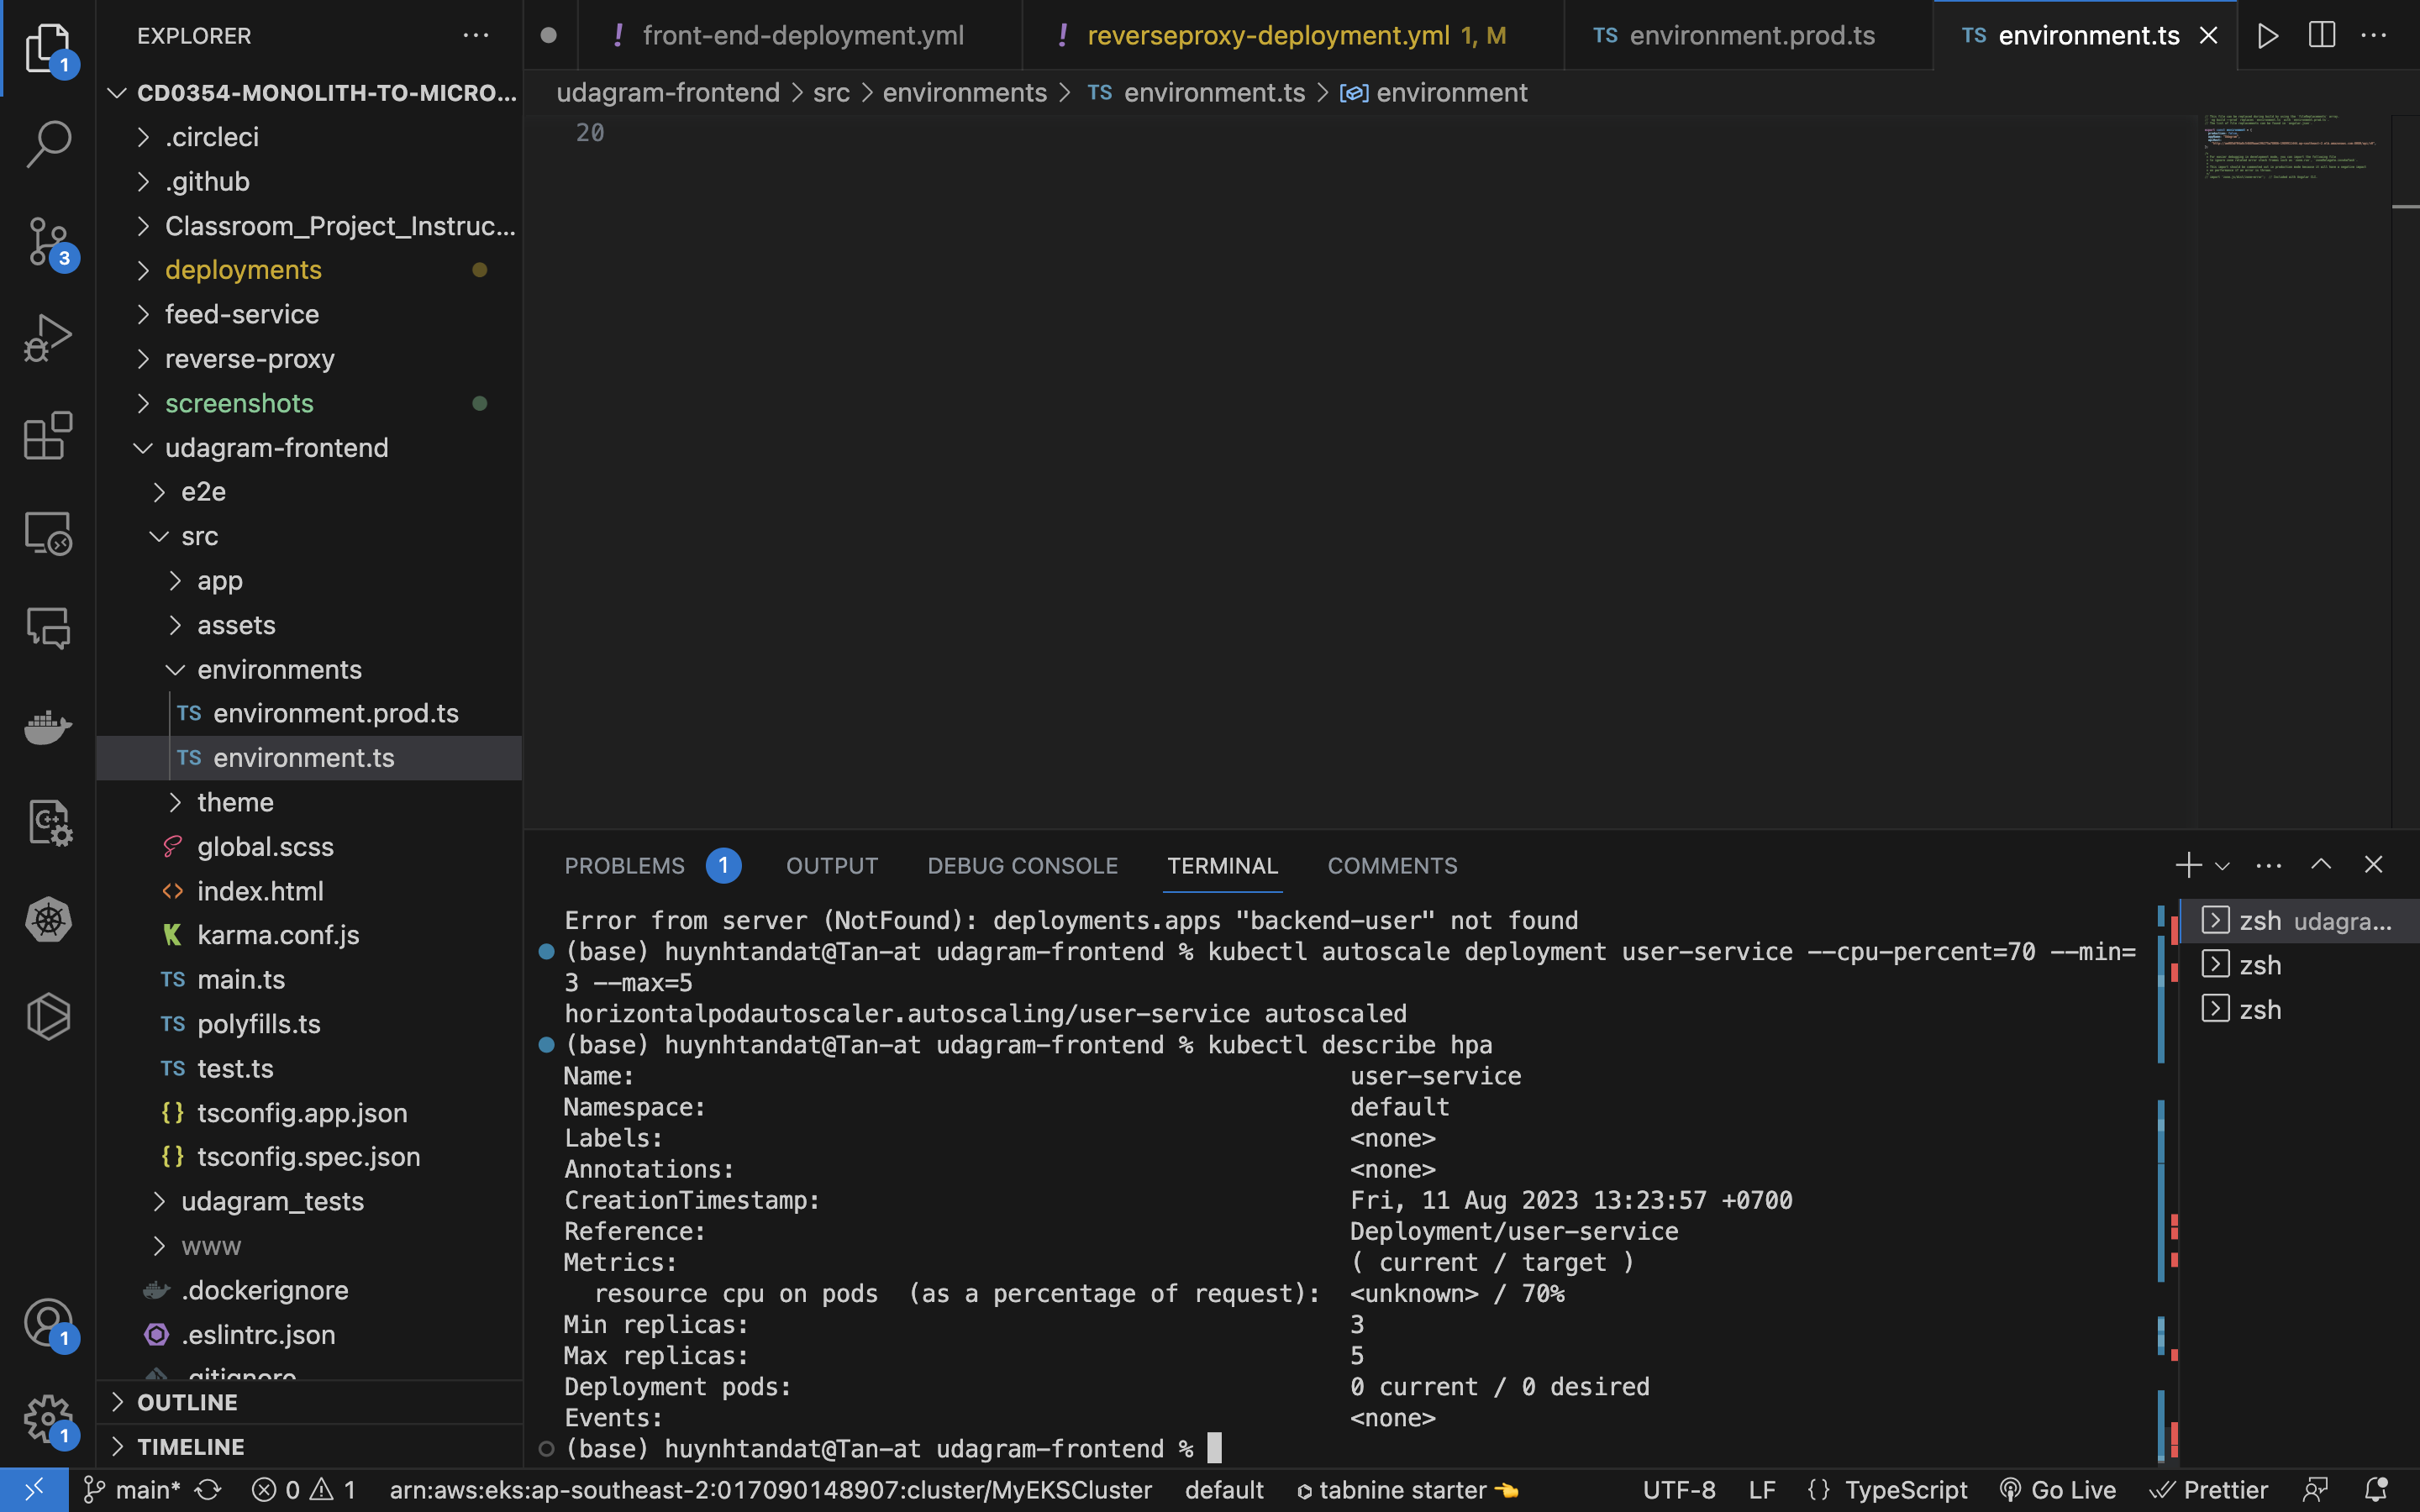 EXPLORER
front-end-deployment.yml
reverseproxy-deployment.yml 1, M
TS environment.prod.ts
TS environment.ts
udagram-frontend > src > environments > TS environment.ts > environment
20
CD0354-MONOLITH-TO-MICRO...
.circleci
.github
Classroom_Project_Instruc...
deployments
feed-service
reverse-proxy
screenshots
udagram-frontend
e2e
src
app
assets
environments
TS environment.prod.ts
TS environment.ts
theme
global.scss
index.html
karma.conf.js
TS main.ts
TS polyfills.ts
TS test.ts
{} tsconfig.app.json
{} tsconfig.spec.json
udagram_tests
www
.dockerignore
.eslintrc.json
.gitignore
OUTLINE
TIMELINE
1
3
1
1
PROBLEMS 1 OUTPUT DEBUG CONSOLE TERMINAL COMMENTS
Error from server (NotFound): deployments.apps "backend-user" not found
(base) huynhtandat@Tan-at udagram-frontend % kubectl autoscale deployment user-service --cpu-percent=70 --min=
3 --max=5
horizontalpodautoscaler.autoscaling/user-service autoscaled
(base) huynhtandat@Tan-at udagram-frontend % kubectl describe hpa
Name: user-service
Namespace: default
Labels: <none>
Annotations: <none>
CreationTimestamp: Fri, 11 Aug 2023 13:23:57 +0700
Reference: Deployment/user-service
Metrics: ( current / target )
resource cpu on pods (as a percentage of request): <unknown> / 70%
Min replicas: 3
Max replicas: 5
Deployment pods: 0 current / 0 desired
Events: <none>
(base) huynhtandat@Tan-at udagram-frontend %
zsh udagra...
zsh
zsh
main* 0 1 arn:aws:eks:ap-southeast-2:017090148907:cluster/MyEKSCluster default tabnine starter UTF-8 LF {} TypeScript Go Live Prettier